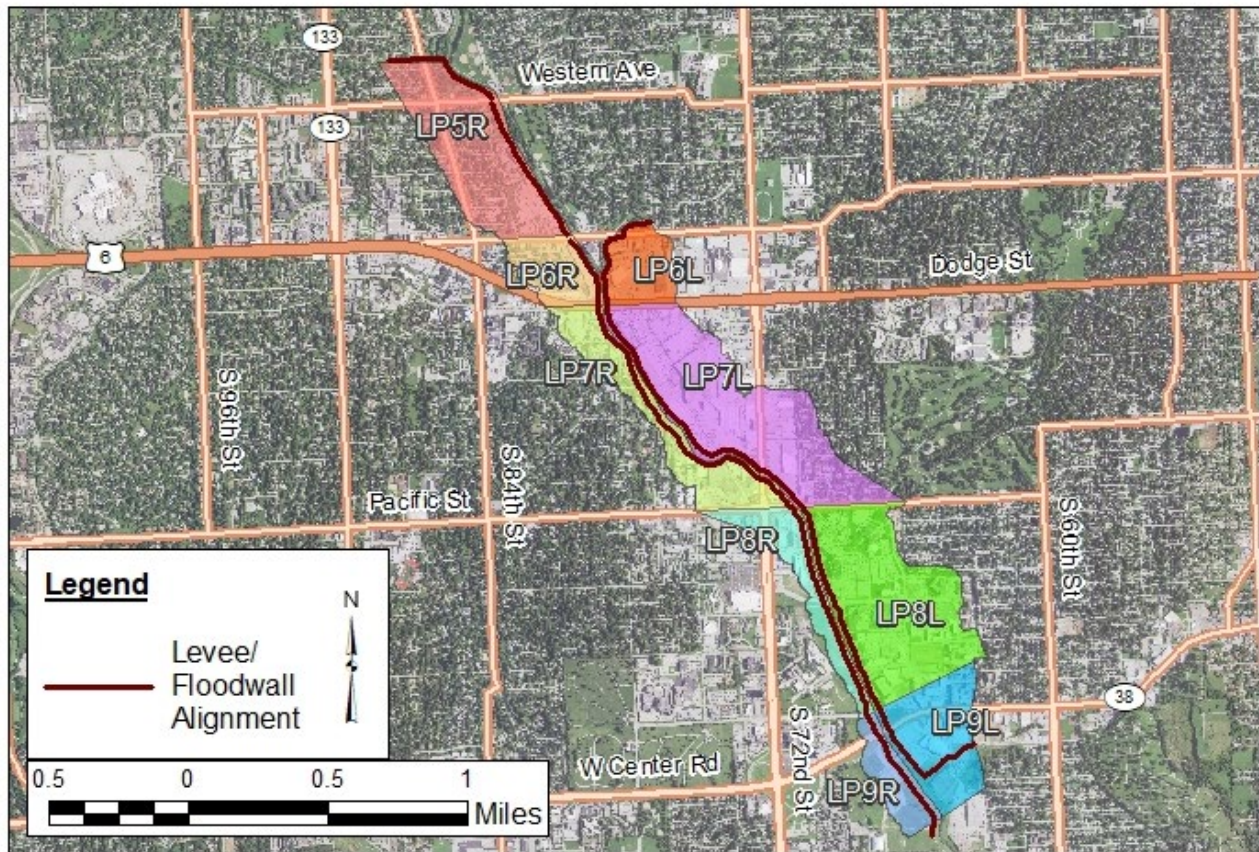 133
Western Ave
LP5R
133
6
LP6R
LP6L
Dodge St
LP7R
LP7L
S 96th St
S 84th St
Pacific St
S 60th St
LP8R
LP8L
Legend
N
Levee/
Floodwall
Alignment
38
LP9L
S 72nd St
W Center Rd
LP9R
0.5 0 0.5 1
Miles